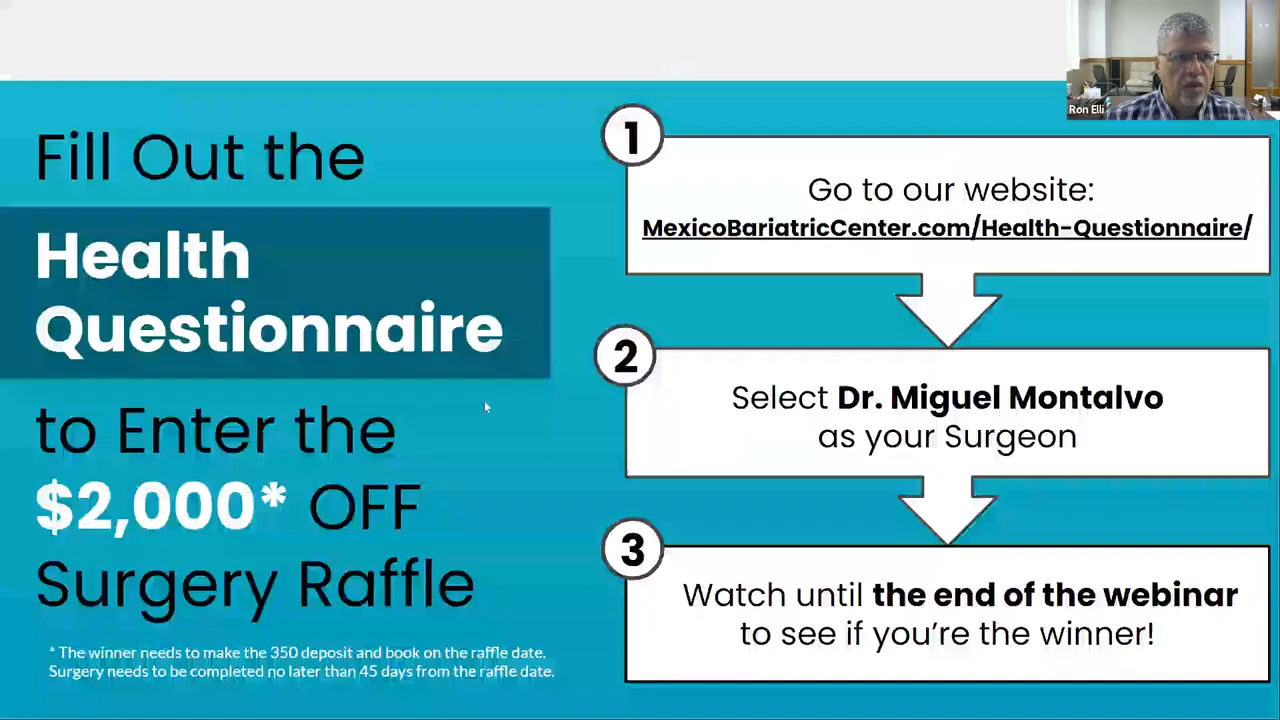 Ron Elli
Fill Out the
Health
Questionnaire
to Enter the
$2,000* OFF
Surgery Raffle
* The winner needs to make the 350 deposit and book on the raffle date.
Surgery needs to be completed no later than 45 days from the raffle date.
1
Go to our website:
MexicoBariatricCenter.com/Health-Questionnaire/
2
Select Dr. Miguel Montalvo
as your Surgeon
3
Watch until the end of the webinar
to see if you're the winner!